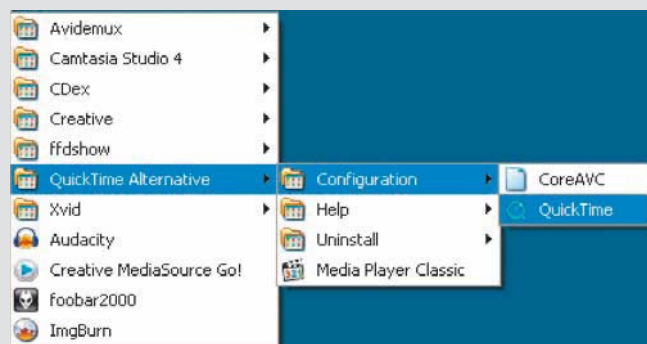 Avidemux
Camtasia Studio 4
CDex
Creative
ffdshow
QuickTime Alternative
Xvid
Audacity
Creative MediaSource Go!
foobar2000
ImgBurn
Configuration
Help
Uninstall
Media Player Classic
CoreAVC
QuickTime